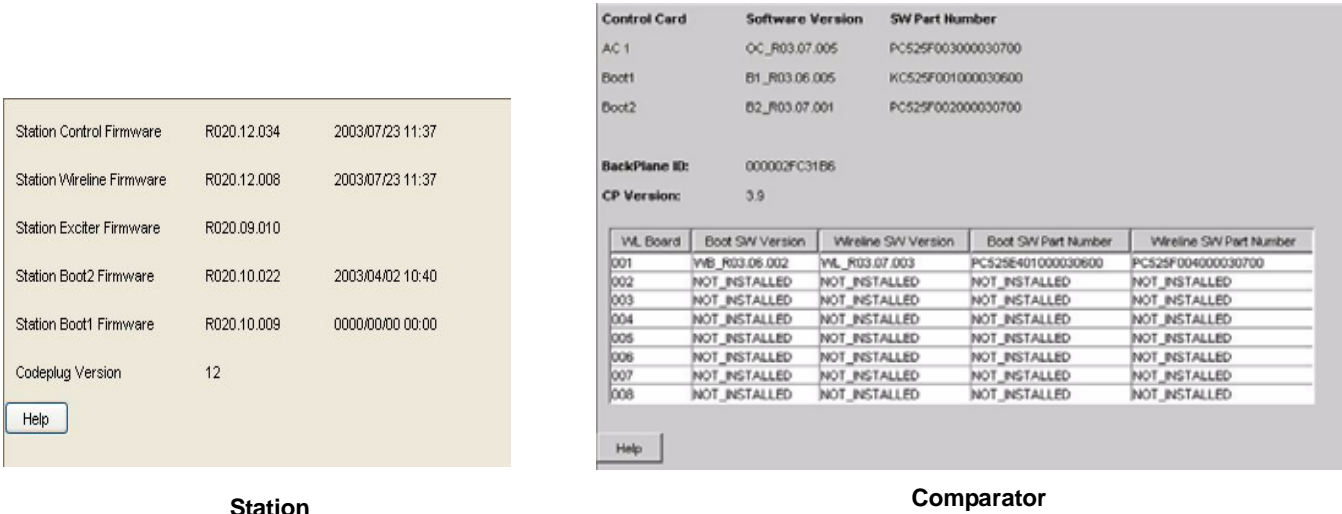 Station Control Firmware R020.12.034 2003/07/23 11:37
Station Wireline Firmware R020.12.008 2003/07/23 11:37
Station Exciter Firmware R020.09.010
Station Boot2 Firmware R020.10.022 2003/04/02 10:40
Station Boot1 Firmware R020.10.009 0000/00/00 00:00
Codeplug Version 12
Help
Station
Control Card Software Version SW Part Number
AC 1 OC_R03.07.005 PC525F003000030700
Boot1 B1_R03.06.005 KC525F001000030600
Boot2 B2_R03.07.001 PC525F002000030700
BackPlane ID: 000002FC31B6
CP Version: 3.9
WL Board Boot SW Version Wireline SW Version Boot SW Part Number Wireline SW Part Number
001 WB_R03.06.002 WL_R03.07.003 PC525E401000030600 PC525F004000030700
002 NOT_INSTALLED NOT_INSTALLED NOT_INSTALLED NOT_INSTALLED
003 NOT_INSTALLED NOT_INSTALLED NOT_INSTALLED NOT_INSTALLED
004 NOT_INSTALLED NOT_INSTALLED NOT_INSTALLED NOT_INSTALLED
005 NOT_INSTALLED NOT_INSTALLED NOT_INSTALLED NOT_INSTALLED
006 NOT_INSTALLED NOT_INSTALLED NOT_INSTALLED NOT_INSTALLED
007 NOT_INSTALLED NOT_INSTALLED NOT_INSTALLED NOT_INSTALLED
008 NOT_INSTALLED NOT_INSTALLED NOT_INSTALLED NOT_INSTALLED
Help
Comparator